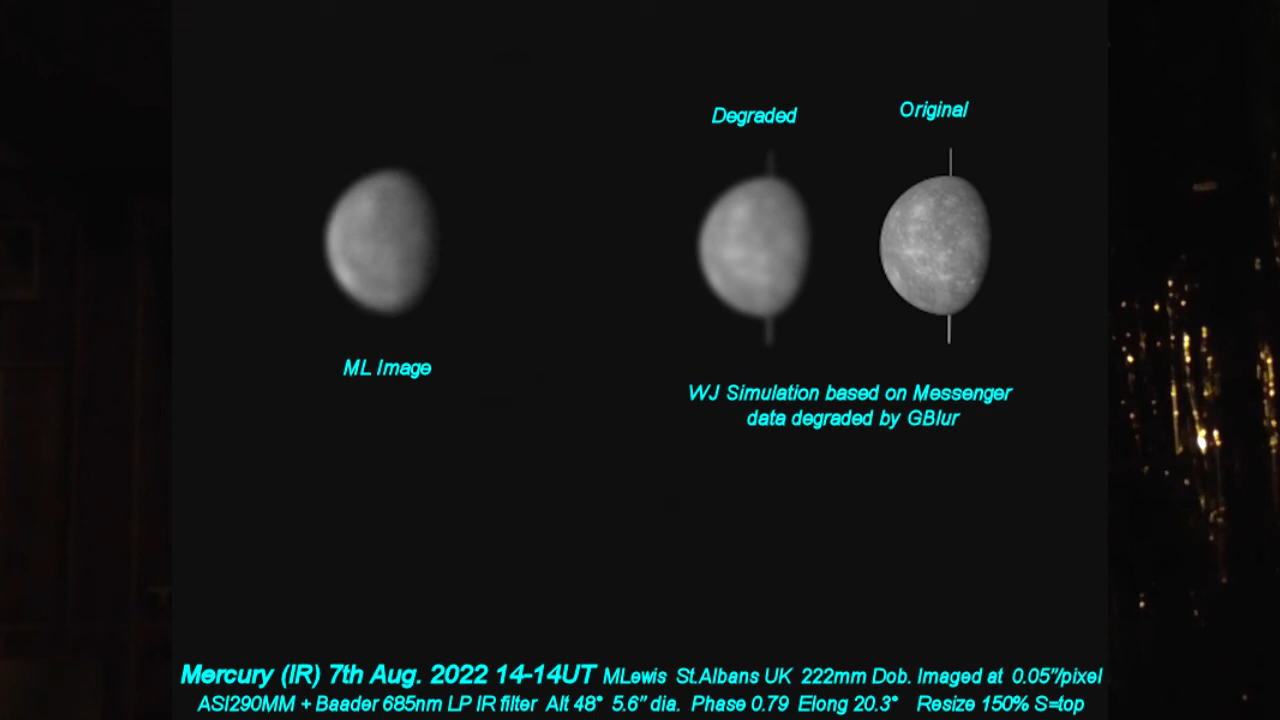 Degraded
Original
ML Image
WJ Simulation based on Messenger
data degraded by GBlur
Mercury (IR) 7th Aug. 2022 14-14UT MLewis St.Albans UK 222mm Dob. Imaged at 0.05"/pixel
ASI290MM + Baader 685nm LP IR filter Alt 48° 5.6" dia. Phase 0.79 Elong 20.3° Resize 150% S=top